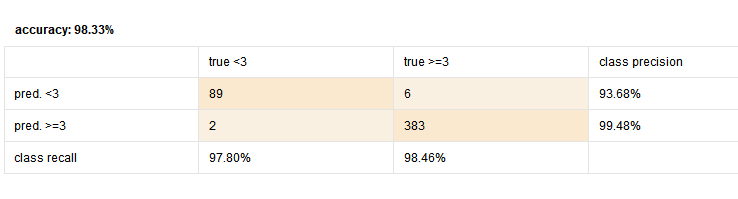 accuracy: 98.33%
true <3 true >=3 class precision
pred. <3 89 6 93.68%
pred. >=3 2 383 99.48%
class recall 97.80% 98.46%